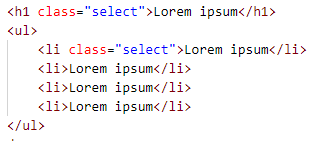 <h1 class="select">Lorem ipsum</h1>
<ul>
    <li class="select">Lorem ipsum</li>
    <li>Lorem ipsum</li>
    <li>Lorem ipsum</li>
    <li>Lorem ipsum</li>
</ul>